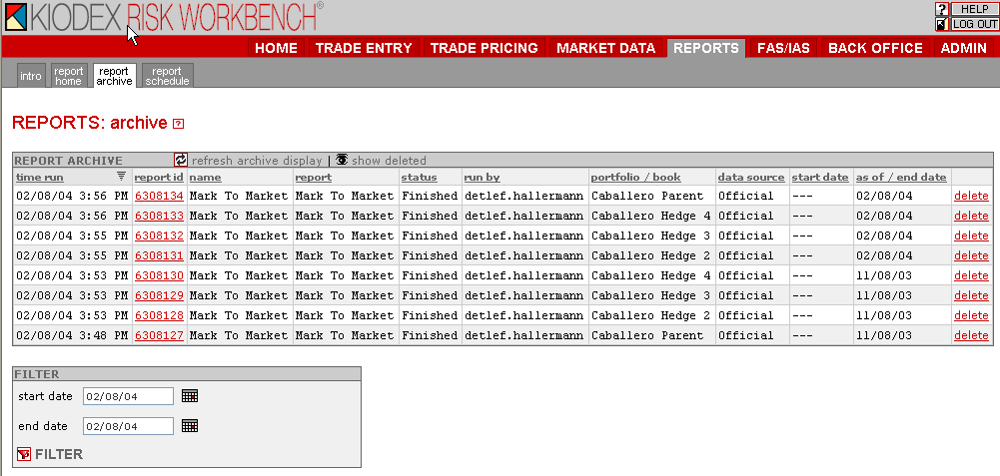 KIODEX RISK WORKBENCH®
? HELP
LOG OUT
HOME TRADE ENTRY TRADE PRICING MARKET DATA REPORTS FAS/IAS BACK OFFICE ADMIN
intro report home report archive report schedule
REPORTS: archive ?
REPORT ARCHIVE refresh archive display | show deleted
time run report id name report status run by portfolio / book data source start date as of / end date
02/08/04 3:56 PM 6308134 Mark To Market Mark To Market Finished detlef.hallermann Caballero Parent Official --- 02/08/04 delete
02/08/04 3:56 PM 6308133 Mark To Market Mark To Market Finished detlef.hallermann Caballero Hedge 4 Official --- 02/08/04 delete
02/08/04 3:55 PM 6308132 Mark To Market Mark To Market Finished detlef.hallermann Caballero Hedge 3 Official --- 02/08/04 delete
02/08/04 3:55 PM 6308131 Mark To Market Mark To Market Finished detlef.hallermann Caballero Hedge 2 Official --- 02/08/04 delete
02/08/04 3:53 PM 6308130 Mark To Market Mark To Market Finished detlef.hallermann Caballero Hedge 4 Official --- 11/08/03 delete
02/08/04 3:53 PM 6308129 Mark To Market Mark To Market Finished detlef.hallermann Caballero Hedge 3 Official --- 11/08/03 delete
02/08/04 3:53 PM 6308128 Mark To Market Mark To Market Finished detlef.hallermann Caballero Hedge 2 Official --- 11/08/03 delete
02/08/04 3:48 PM 6308127 Mark To Market Mark To Market Finished detlef.hallermann Caballero Parent Official --- 11/08/03 delete
FILTER
start date 02/08/04
end date 02/08/04
FILTER